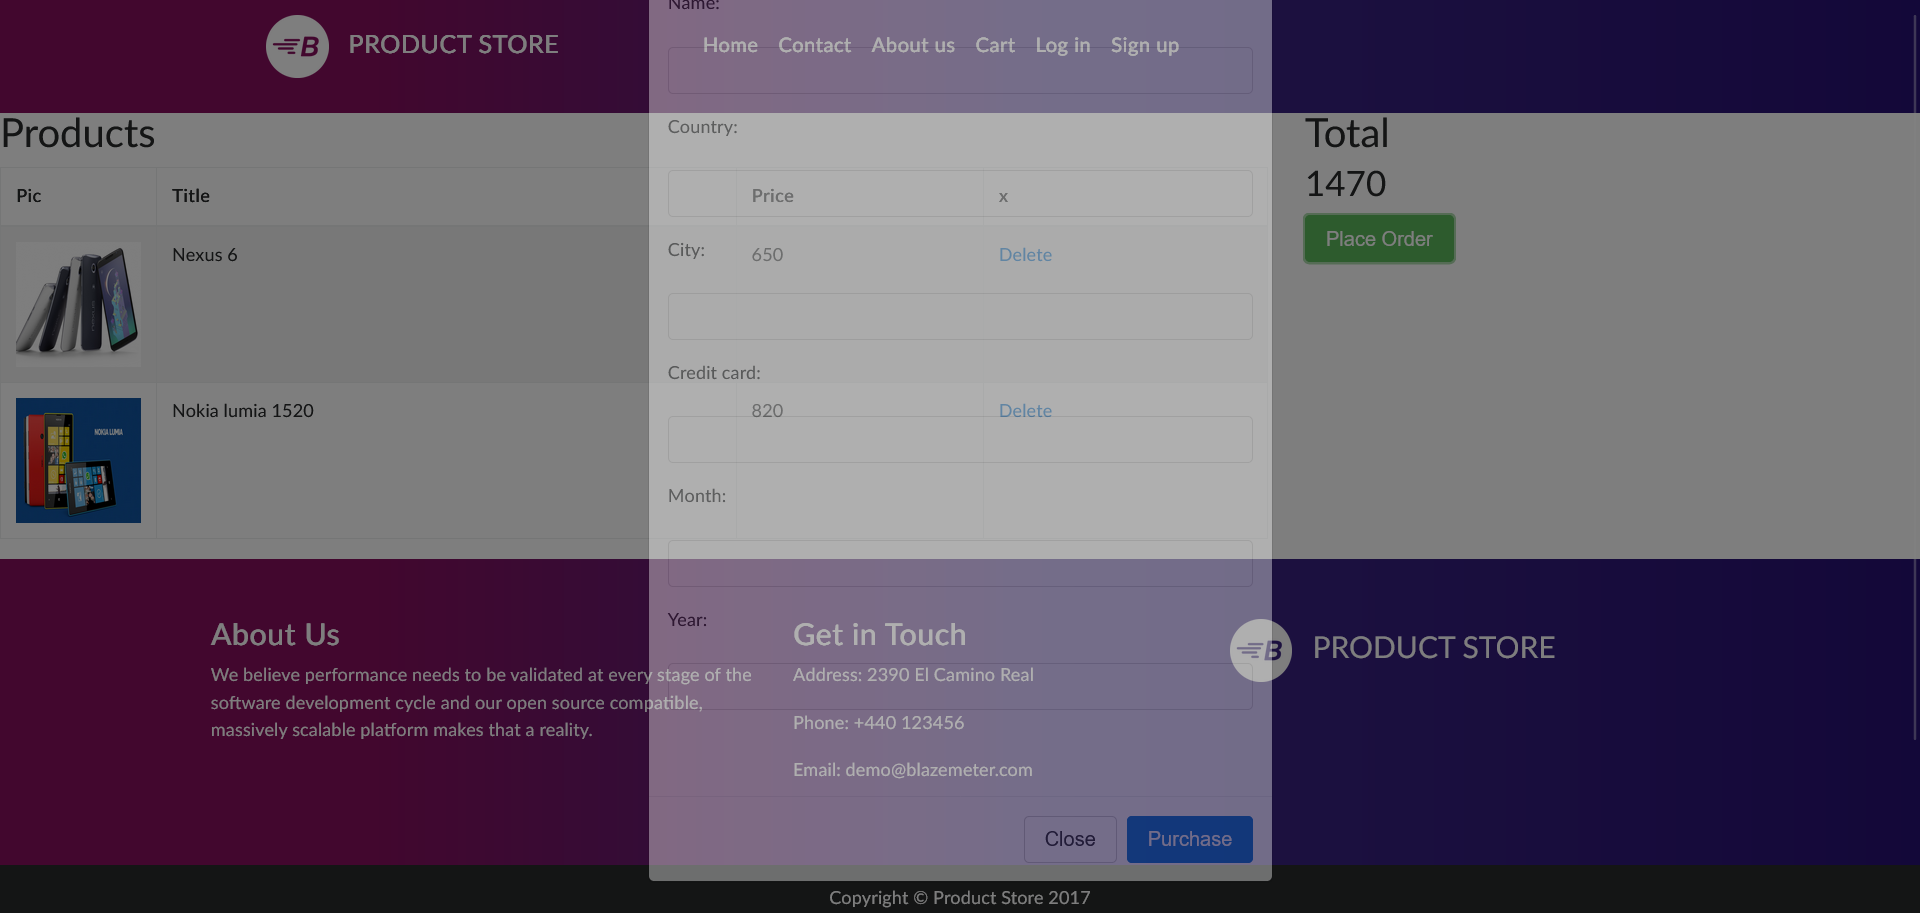 Name:
B PRODUCT STORE
Home Contact About us Cart Log in Sign up
Products
Country:
Total
Pic Title Price x
1470
Place Order
Nexus 6 650 Delete
City:
Credit card:
Nokia lumia 1520 820 Delete
NOKIA LUMIA
Month:
Year:
About Us
We believe performance needs to be validated at every stage of the
software development cycle and our open source compatible,
massively scalable platform makes that a reality.
Get in Touch
Address: 2390 El Camino Real
Phone: +440 123456
Email: demo@blazemeter.com
B PRODUCT STORE
Close Purchase
Copyright © Product Store 2017